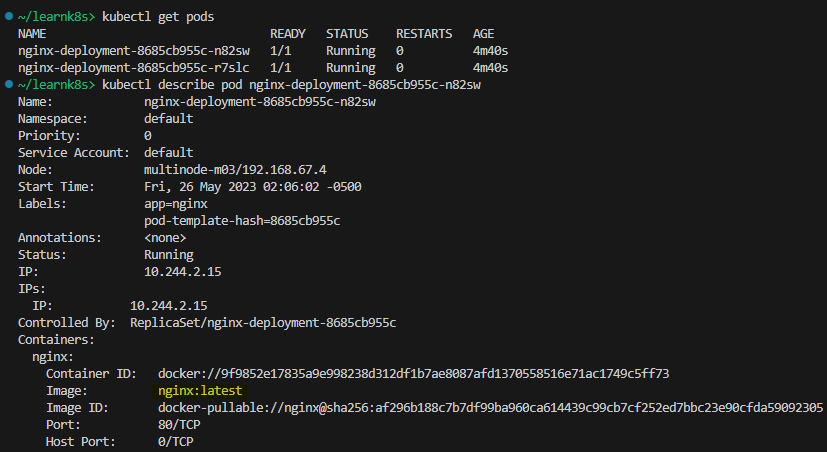 ~/learnk8s> kubectl get pods
NAME                                READY   STATUS    RESTARTS   AGE
nginx-deployment-8685cb955c-n82sw   1/1     Running   0          4m40s
nginx-deployment-8685cb955c-r7slc   1/1     Running   0          4m40s
~/learnk8s> kubectl describe pod nginx-deployment-8685cb955c-n82sw
Name:             nginx-deployment-8685cb955c-n82sw
Namespace:        default
Priority:         0
Service Account:  default
Node:             multinode-m03/192.168.67.4
Start Time:       Fri, 26 May 2023 02:06:02 -0500
Labels:           app=nginx
                  pod-template-hash=8685cb955c
Annotations:      <none>
Status:           Running
IP:               10.244.2.15
IPs:
  IP:           10.244.2.15
Controlled By:  ReplicaSet/nginx-deployment-8685cb955c
Containers:
  nginx:
    Container ID:   docker://9f9852e17835a9e998238d312df1b7ae8087afd1370558516e71ac1749c5ff73
    Image:          nginx:latest
    Image ID:       docker-pullable://nginx@sha256:af296b188c7b7df99ba960ca614439c99cb7cf252ed7bbc23e90cfda59092305
    Port:           80/TCP
    Host Port:      0/TCP